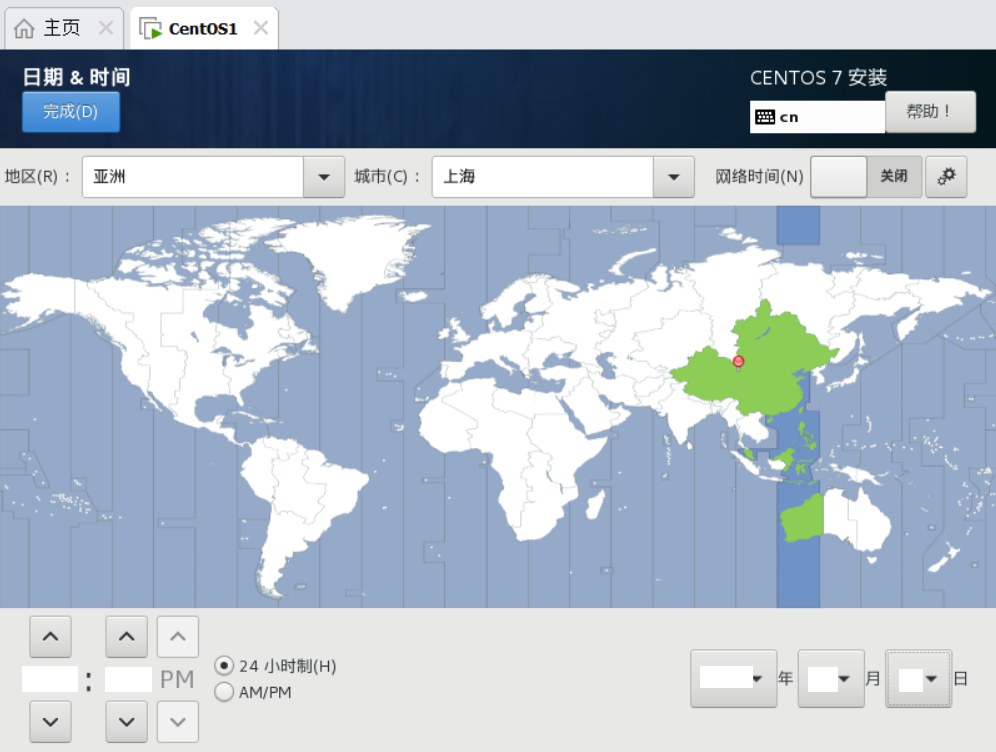 主页 CentOS1
日期 & 时间
CENTOS 7 安装
完成(D)
cn
帮助！
地区(R)： 亚洲 城市(C)： 上海 网络时间(N) 关闭
24 小时制(H)
: PM
年 月 日
AM/PM